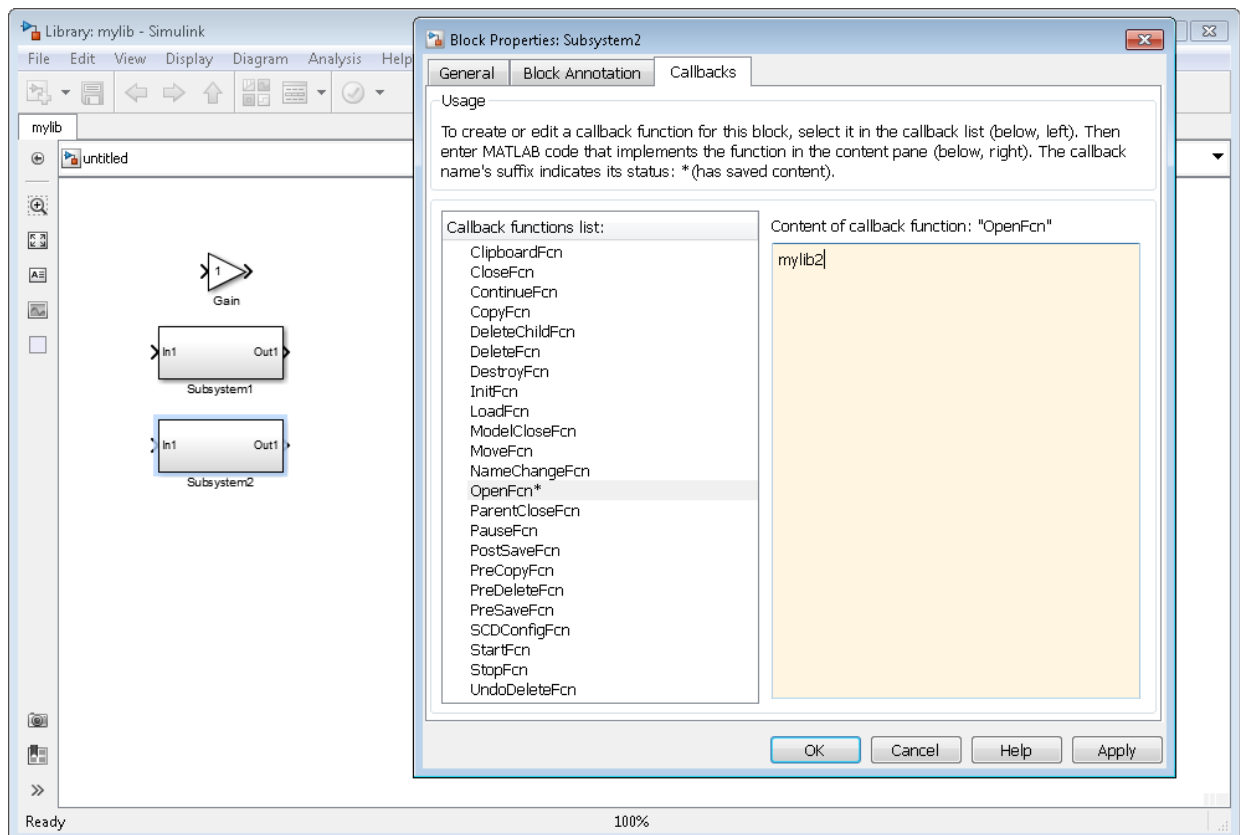 Library: mylib - Simulink
File Edit View Display Diagram Analysis Help
mylib
untitled
1
Gain
In1 Out1
Subsystem1
In1 Out1
Subsystem2
Ready
100%
Block Properties: Subsystem2
General Block Annotation Callbacks
Usage
To create or edit a callback function for this block, select it in the callback list (below, left). Then
enter MATLAB code that implements the function in the content pane (below, right). The callback
name's suffix indicates its status: *(has saved content).
Callback functions list:
ClipboardFcn
CloseFcn
ContinueFcn
CopyFcn
DeleteChildFcn
DeleteFcn
DestroyFcn
InitFcn
LoadFcn
ModelCloseFcn
MoveFcn
NameChangeFcn
OpenFcn*
ParentCloseFcn
PauseFcn
PostSaveFcn
PreCopyFcn
PreDeleteFcn
PreSaveFcn
SCDConfigFcn
StartFcn
StopFcn
UndoDeleteFcn
Content of callback function: "OpenFcn"
mylib2
OK Cancel Help Apply